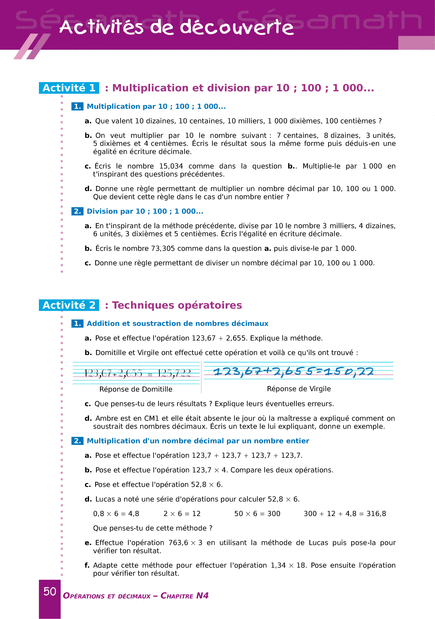 Sésamath Sésamath
Activités de découverte
Activité 1 : Multiplication et division par 10 ; 100 ; 1 000...
1. Multiplication par 10 ; 100 ; 1 000...
a. Que valent 10 dizaines, 10 centaines, 10 milliers, 1 000 dixièmes, 100 centièmes ?
b. On veut multiplier par 10 le nombre suivant : 7 centaines, 8 dizaines, 3 unités,
5 dixièmes et 4 centièmes. Écris le résultat sous la même forme puis déduis-en une
égalité en écriture décimale.
c. Écris le nombre 15,034 comme dans la question b.. Multiplie-le par 1 000 en
t'inspirant des questions précédentes.
d. Donne une règle permettant de multiplier un nombre décimal par 10, 100 ou 1 000.
Que devient cette règle dans le cas d'un nombre entier ?
2. Division par 10 ; 100 ; 1 000...
a. En t'inspirant de la méthode précédente, divise par 10 le nombre 3 milliers, 4 dizaines,
6 unités, 3 dixièmes et 5 centièmes. Écris l'égalité en écriture décimale.
b. Écris le nombre 73,305 comme dans la question a. puis divise-le par 1 000.
c. Donne une règle permettant de diviser un nombre décimal par 10, 100 ou 1 000.
Activité 2 : Techniques opératoires
1. Addition et soustraction de nombres décimaux
a. Pose et effectue l'opération 123,67 + 2,655. Explique la méthode.
b. Domitille et Virgile ont effectué cette opération et voilà ce qu'ils ont trouvé :
123,67+2,655 = 125,722 123,67+2,655=150,22
Réponse de Domitille Réponse de Virgile
c. Que penses-tu de leurs résultats ? Explique leurs éventuelles erreurs.
d. Ambre est en CM1 et elle était absente le jour où la maîtresse a expliqué comment on
soustrait des nombres décimaux. Écris un texte le lui expliquant, donne un exemple.
2. Multiplication d'un nombre décimal par un nombre entier
a. Pose et effectue l'opération 123,7 + 123,7 + 123,7 + 123,7.
b. Pose et effectue l'opération 123,7 × 4. Compare les deux opérations.
c. Pose et effectue l'opération 52,8 × 6.
d. Lucas a noté une série d'opérations pour calculer 52,8 × 6.
0,8 × 6 = 4,8 2 × 6 = 12 50 × 6 = 300 300 + 12 + 4,8 = 316,8
Que penses-tu de cette méthode ?
e. Effectue l'opération 763,6 × 3 en utilisant la méthode de Lucas puis pose-la pour
vérifier ton résultat.
f. Adapte cette méthode pour effectuer l'opération 1,34 × 18. Pose ensuite l'opération
pour vérifier ton résultat.
50 Opérations et décimaux – Chapitre N4